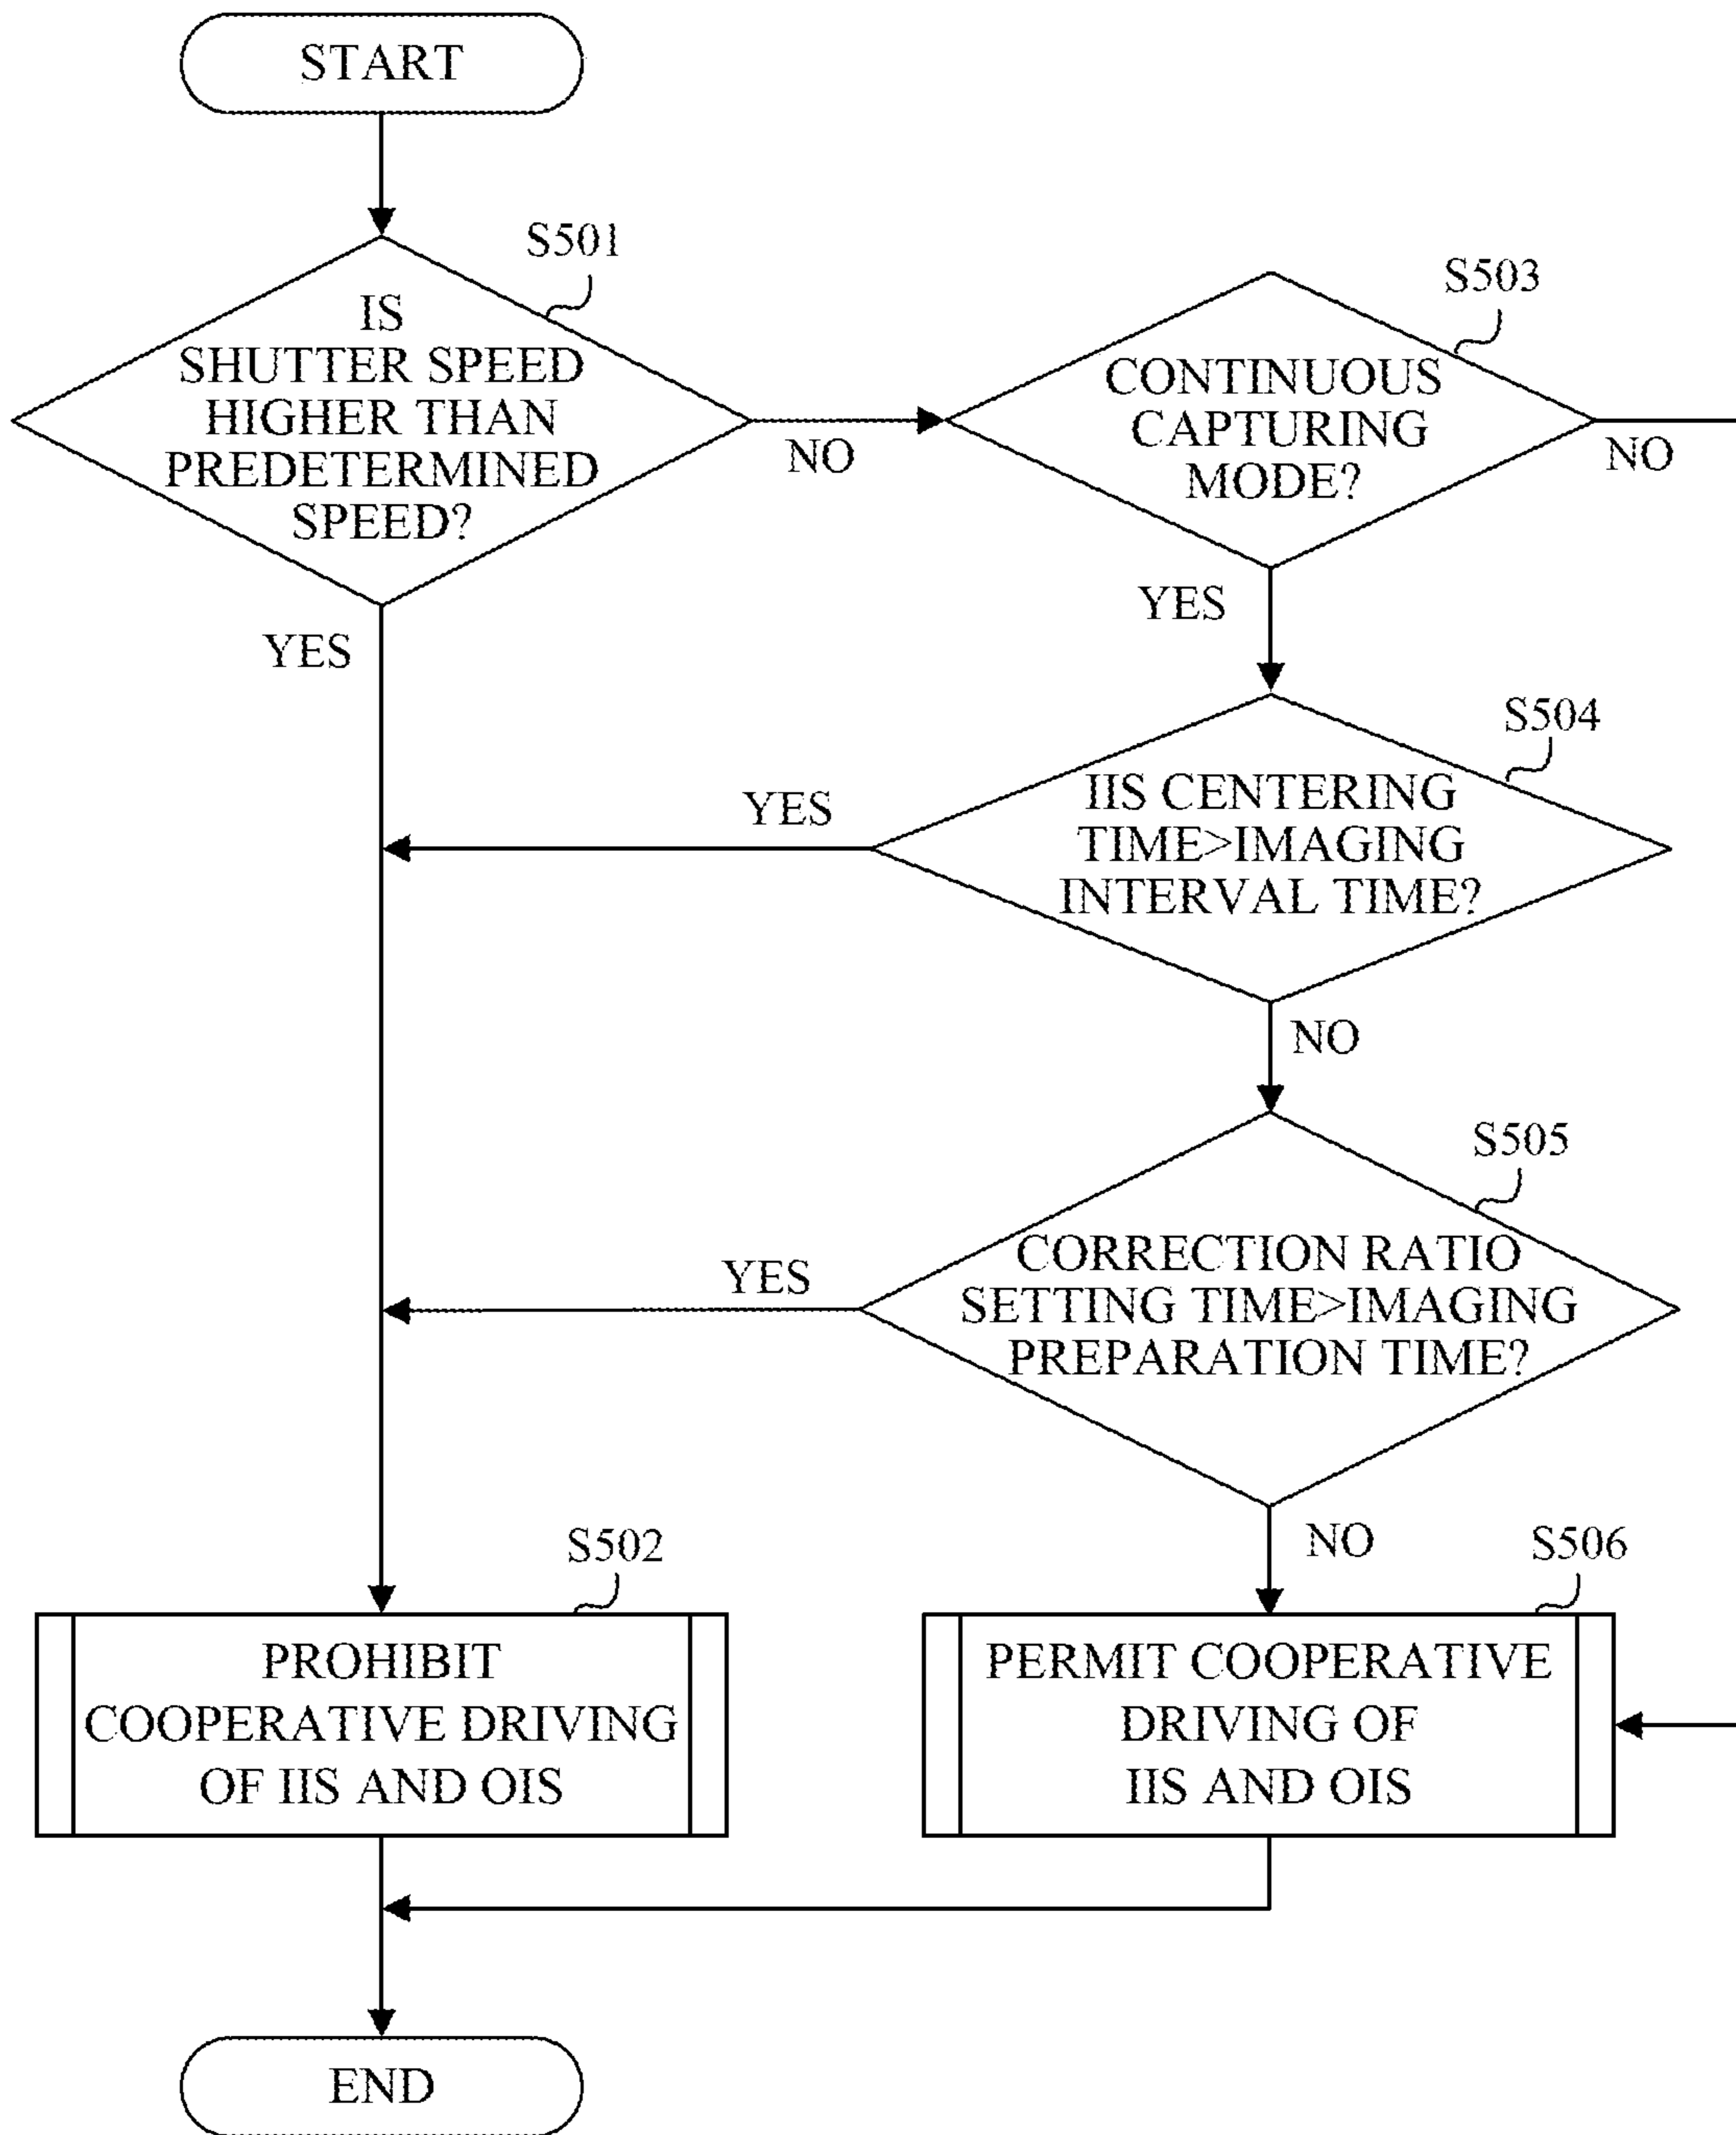 START
S501
IS
SHUTTER SPEED
HIGHER THAN
PREDETERMINED
SPEED?
NO
YES
S503
CONTINUOUS
CAPTURING
MODE?
NO
YES
S504
IIS CENTERING
TIME>IMAGING
INTERVAL TIME?
YES
NO
S505
CORRECTION RATIO
SETTING TIME>IMAGING
PREPARATION TIME?
YES
NO
S502
PROHIBIT
COOPERATIVE DRIVING
OF IIS AND OIS
S506
PERMIT COOPERATIVE
DRIVING OF
IIS AND OIS
END